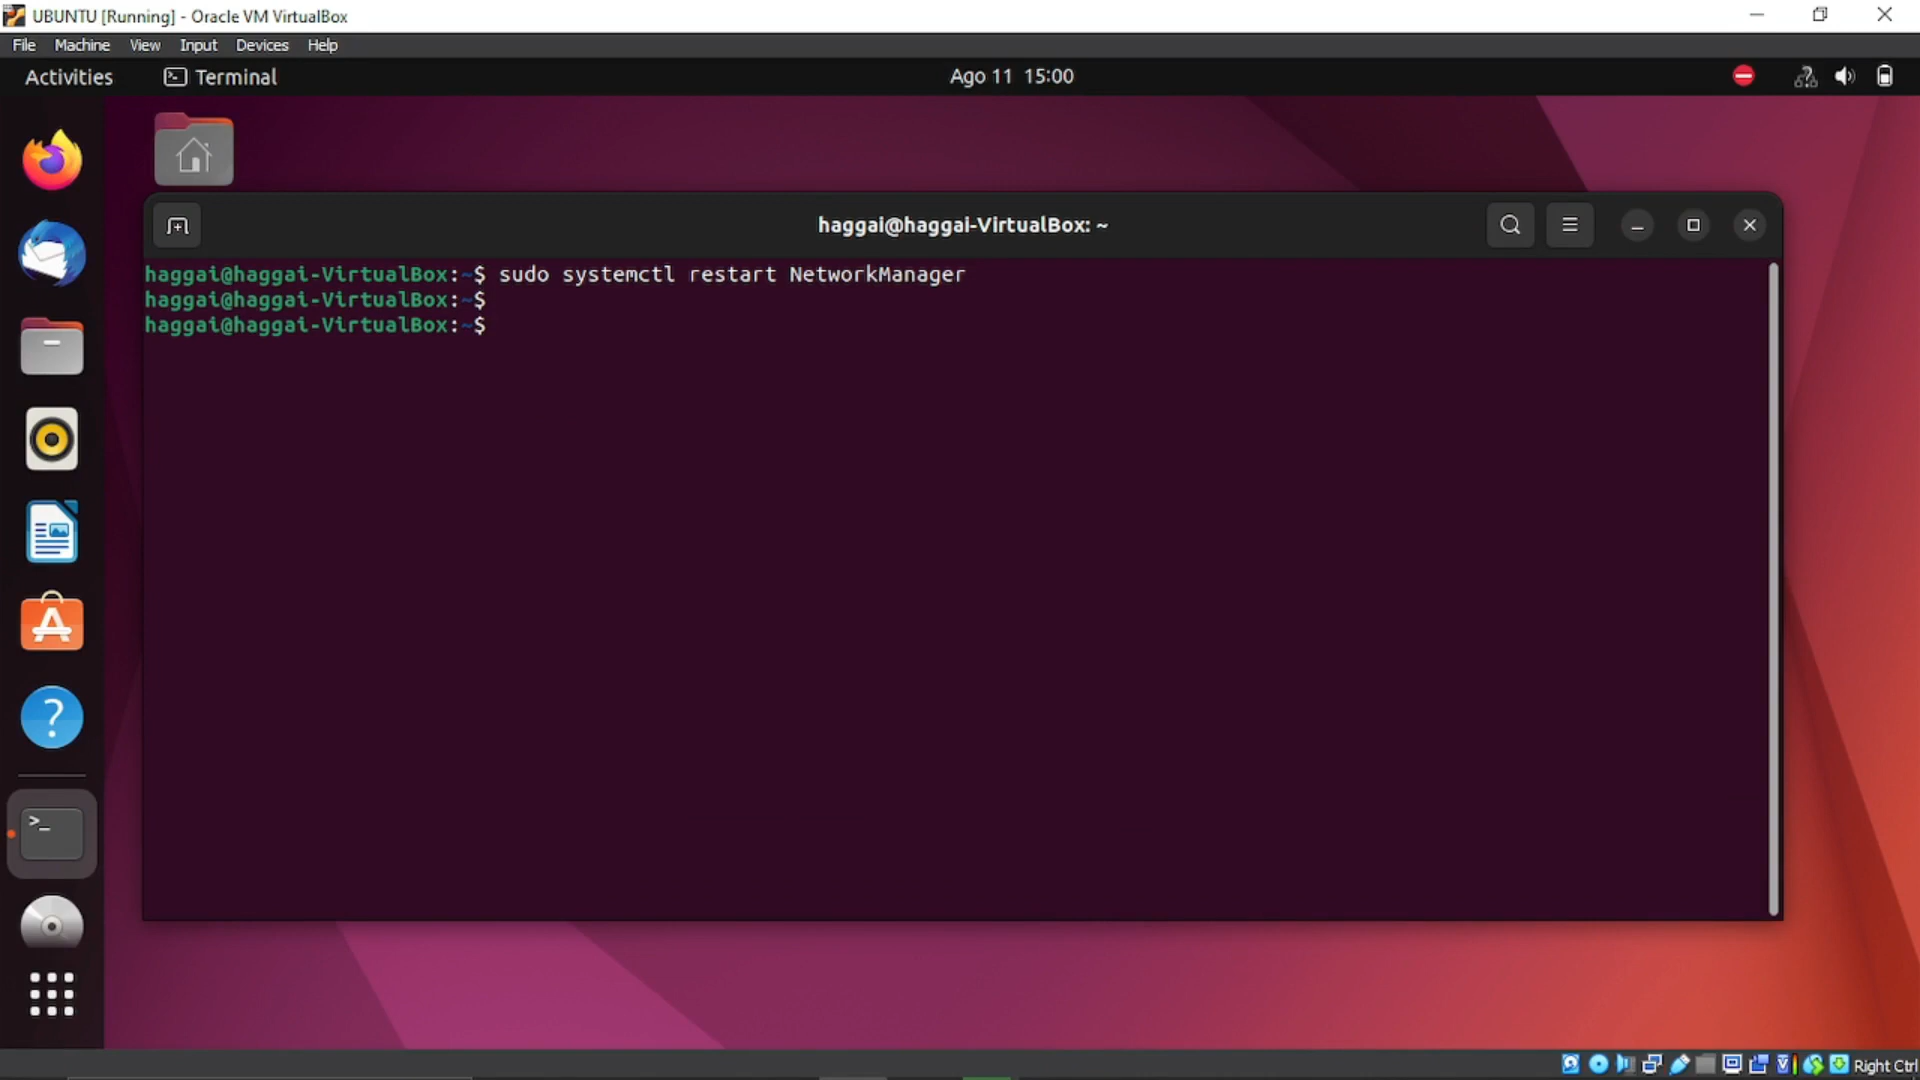 UBUNTU [Running] - Oracle VM VirtualBox
File Machine View Input Devices Help
Activities Terminal Ago 11 15:00
haggai@haggai-VirtualBox: ~
haggai@haggai-VirtualBox:~$ sudo systemctl restart NetworkManager
haggai@haggai-VirtualBox:~$
haggai@haggai-VirtualBox:~$
Right Ctrl